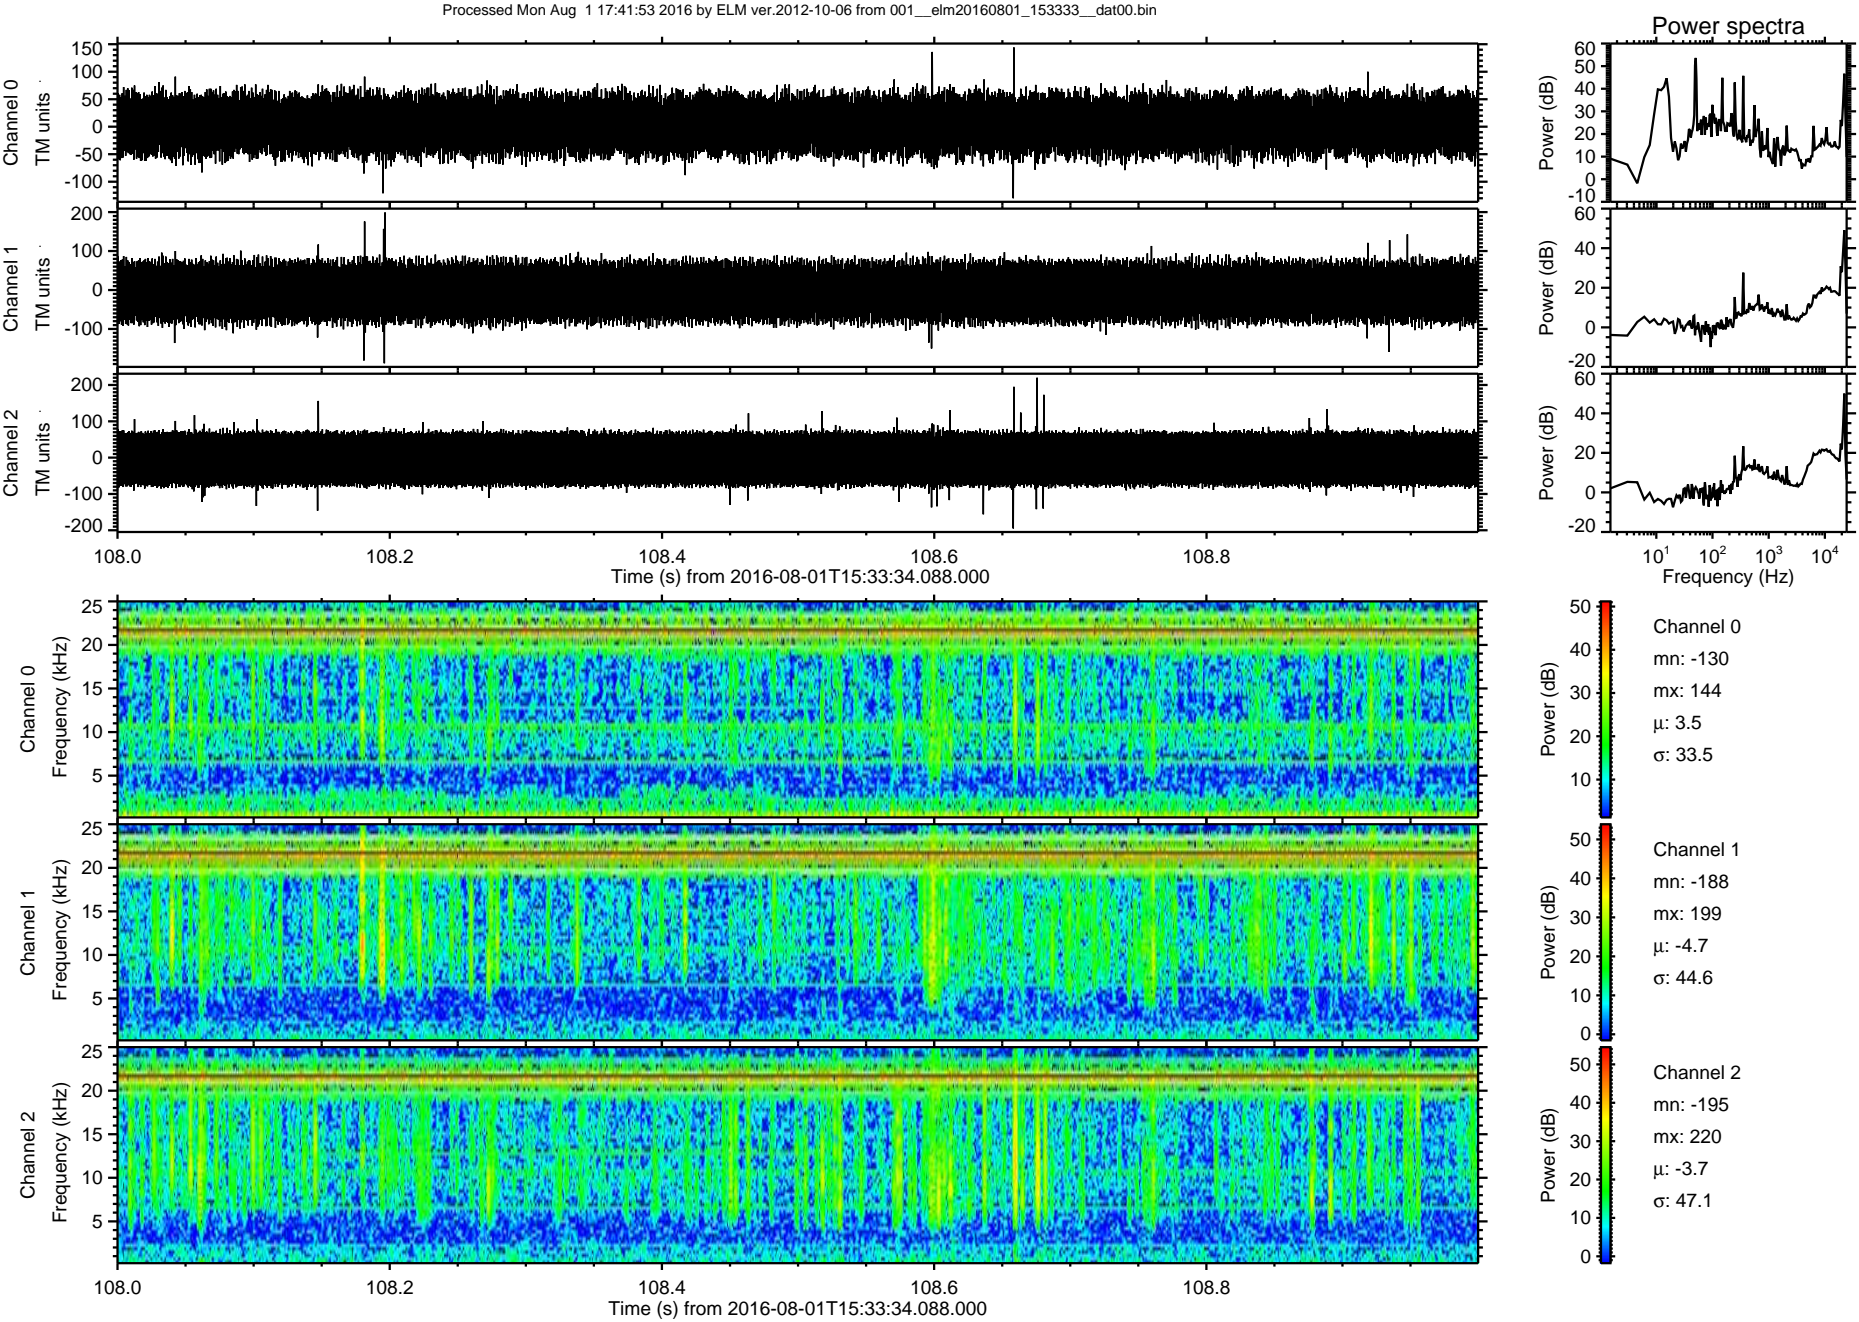 Processed Mon Aug  1 17:41:53 2016 by ELM ver.2012-10-06 from 001__elm20160801_153333__dat00.bin
Power spectra
Channel 0
TM units
150
100
50
0
-50
-100
Power (dB)
60
50
40
30
20
10
0
-10
Channel 1
TM units
200
100
0
-100
Power (dB)
60
40
20
0
-20
Channel 2
TM units
200
100
0
-100
-200
Power (dB)
60
40
20
0
-20
108.0 108.2 108.4 108.6 108.8
Time (s) from 2016-08-01T15:33:34.088.000
10^1 10^2 10^3 10^4
Frequency (Hz)
Channel 0
Frequency (kHz)
25
20
15
10
5
Power (dB)
50
40
30
20
10
Channel 0
mn: -130
mx: 144
μ: 3.5
σ: 33.5
Channel 1
Frequency (kHz)
25
20
15
10
5
Power (dB)
50
40
30
20
10
0
Channel 1
mn: -188
mx: 199
μ: -4.7
σ: 44.6
Channel 2
Frequency (kHz)
25
20
15
10
5
Power (dB)
50
40
30
20
10
0
Channel 2
mn: -195
mx: 220
μ: -3.7
σ: 47.1
108.0 108.2 108.4 108.6 108.8
Time (s) from 2016-08-01T15:33:34.088.000